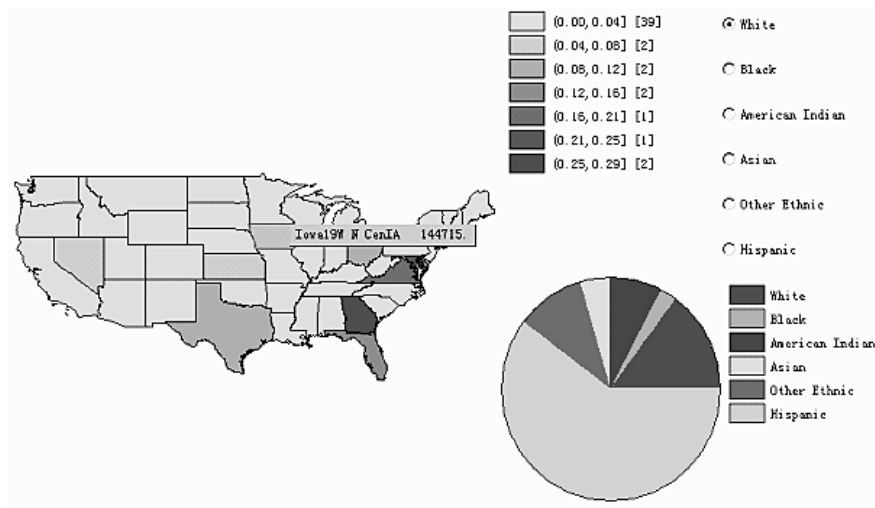 (0.00,0.04] [39]
(0.04,0.08] [2]
(0.08,0.12] [2]
(0.12,0.16] [2]
(0.16,0.21] [1]
(0.21,0.25] [1]
(0.25,0.29] [2]
White
Black
American Indian
Asian
Other Ethnic
Hispanic
Iowa19W N CenIA 144715.
White
Black
American Indian
Asian
Other Ethnic
Hispanic